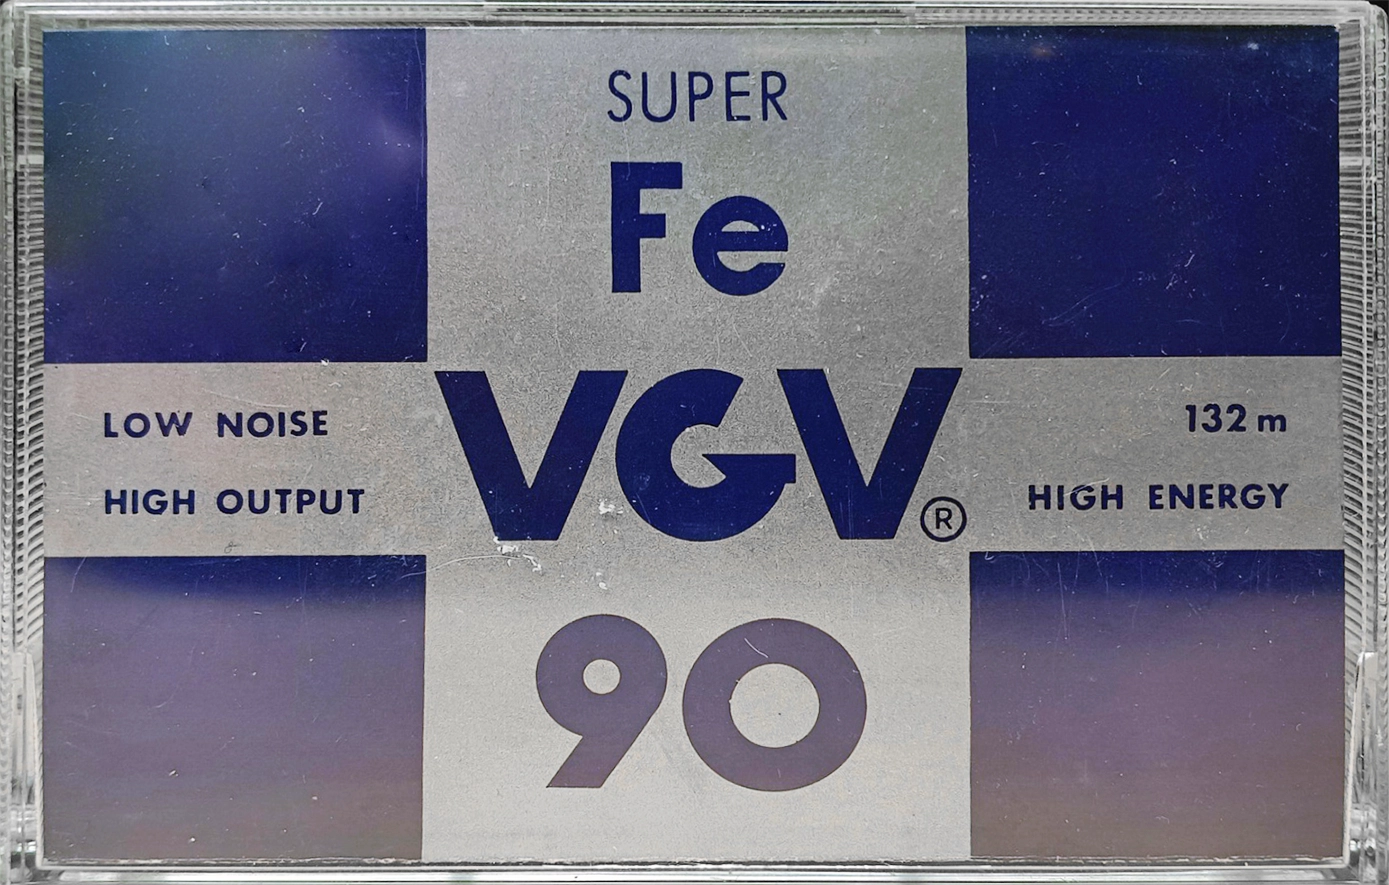 SUPER
Fe
VGV®
LOW NOISE
HIGH OUTPUT
132 m
HIGH ENERGY
90